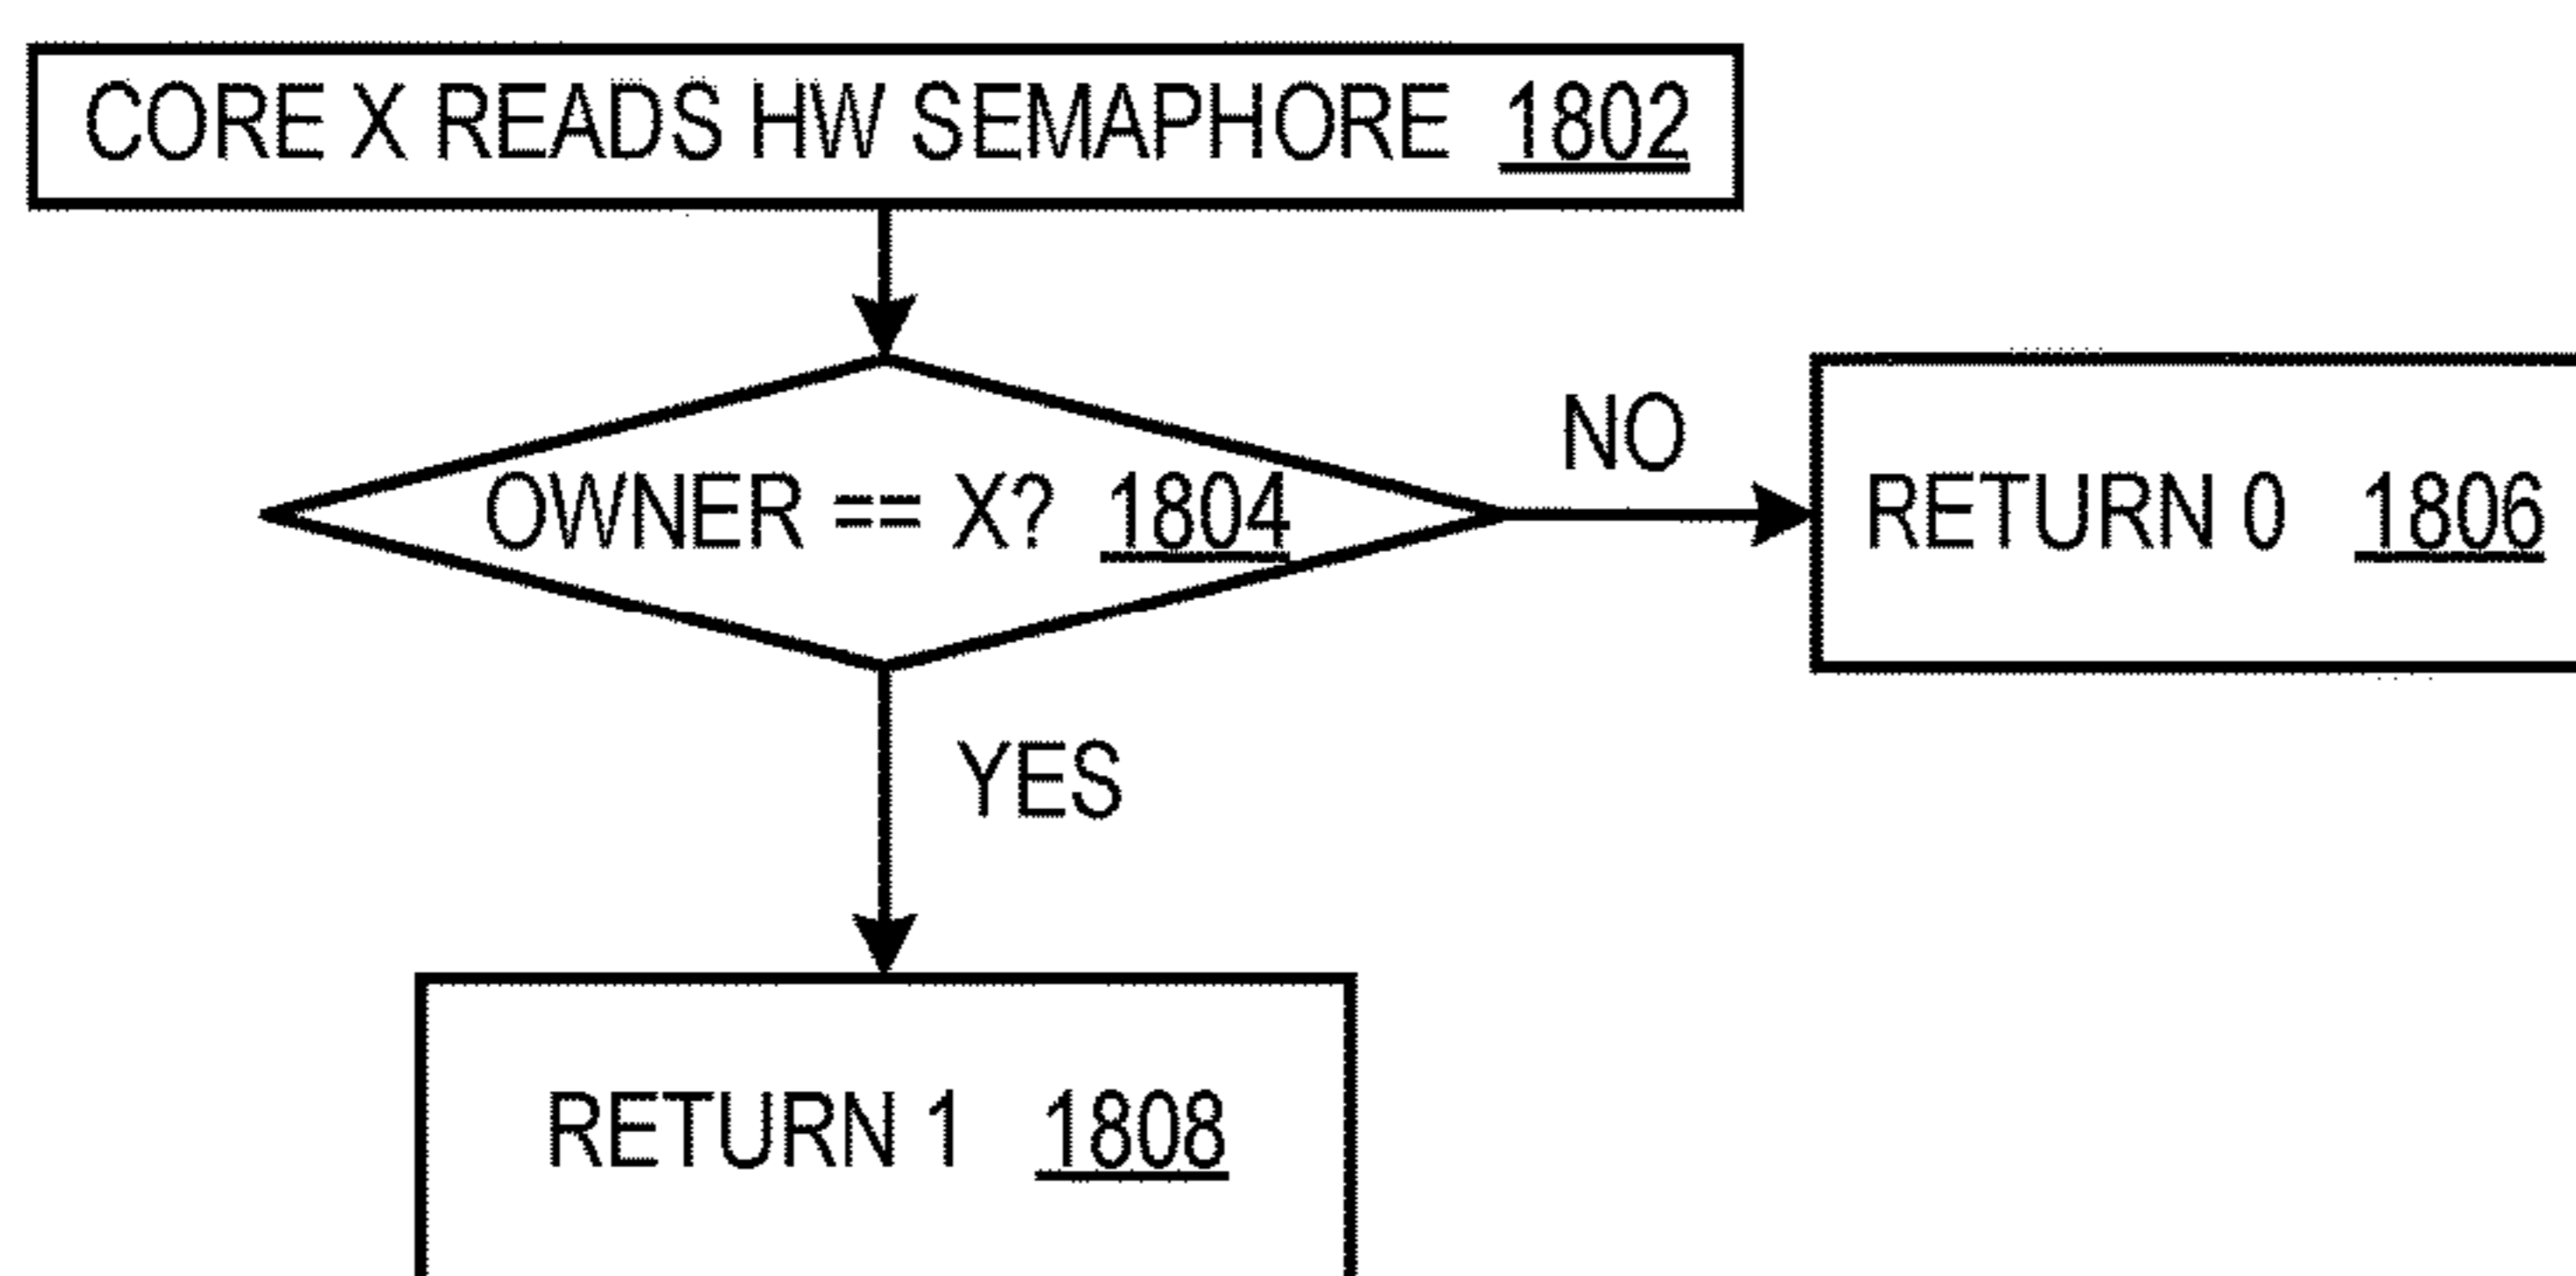 CORE X READS HW SEMAPHORE 1802
OWNER == X? 1804
NO
RETURN 0 1806
YES
RETURN 1 1808